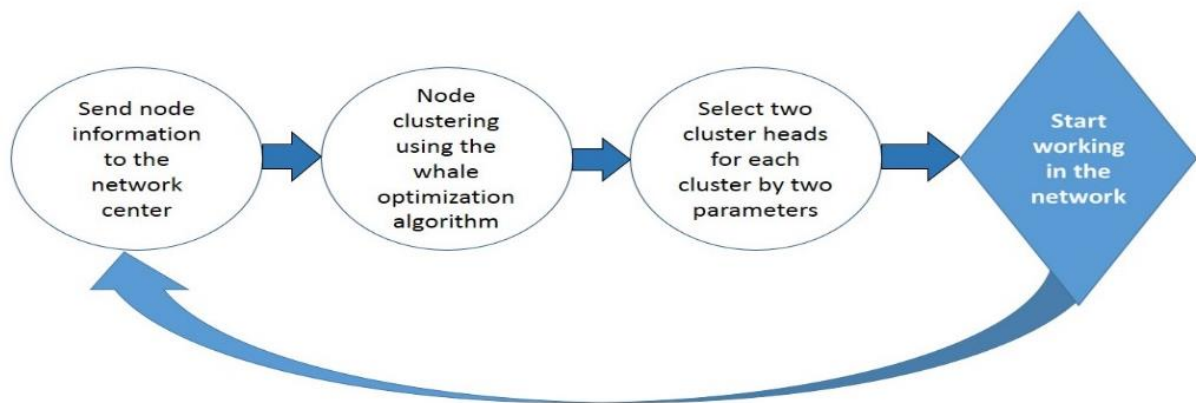 Send node
information
to the
network
center
Node
clustering
using the
whale
optimization
algorithm
Select two
cluster heads
for each
cluster by two
parameters
Start
working
in the
network